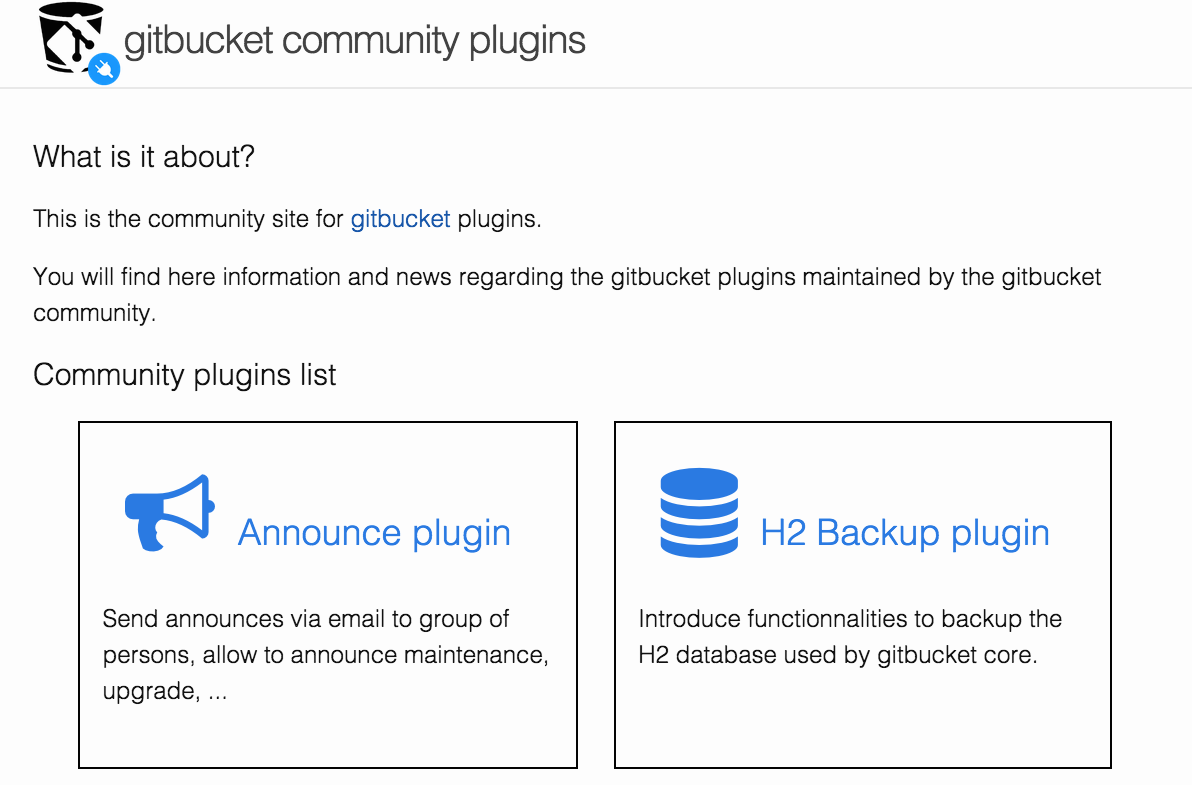 gitbucket community plugins
What is it about?
This is the community site for gitbucket plugins.
You will find here information and news regarding the gitbucket plugins maintained by the gitbucket
community.
Community plugins list
Announce plugin
Send announces via email to group of
persons, allow to announce maintenance,
upgrade, ...
H2 Backup plugin
Introduce functionnalities to backup the
H2 database used by gitbucket core.